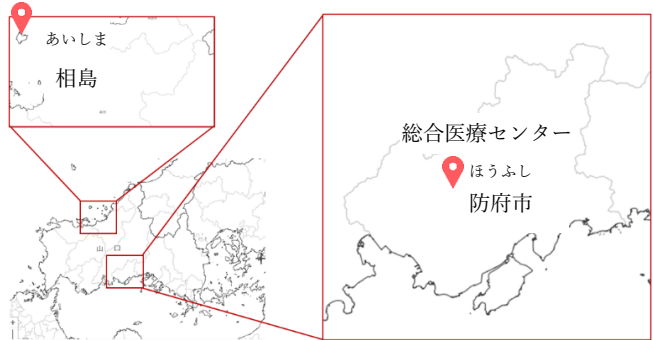 あいしま
相島
総合医療センター
ほうふし
防府市
山口